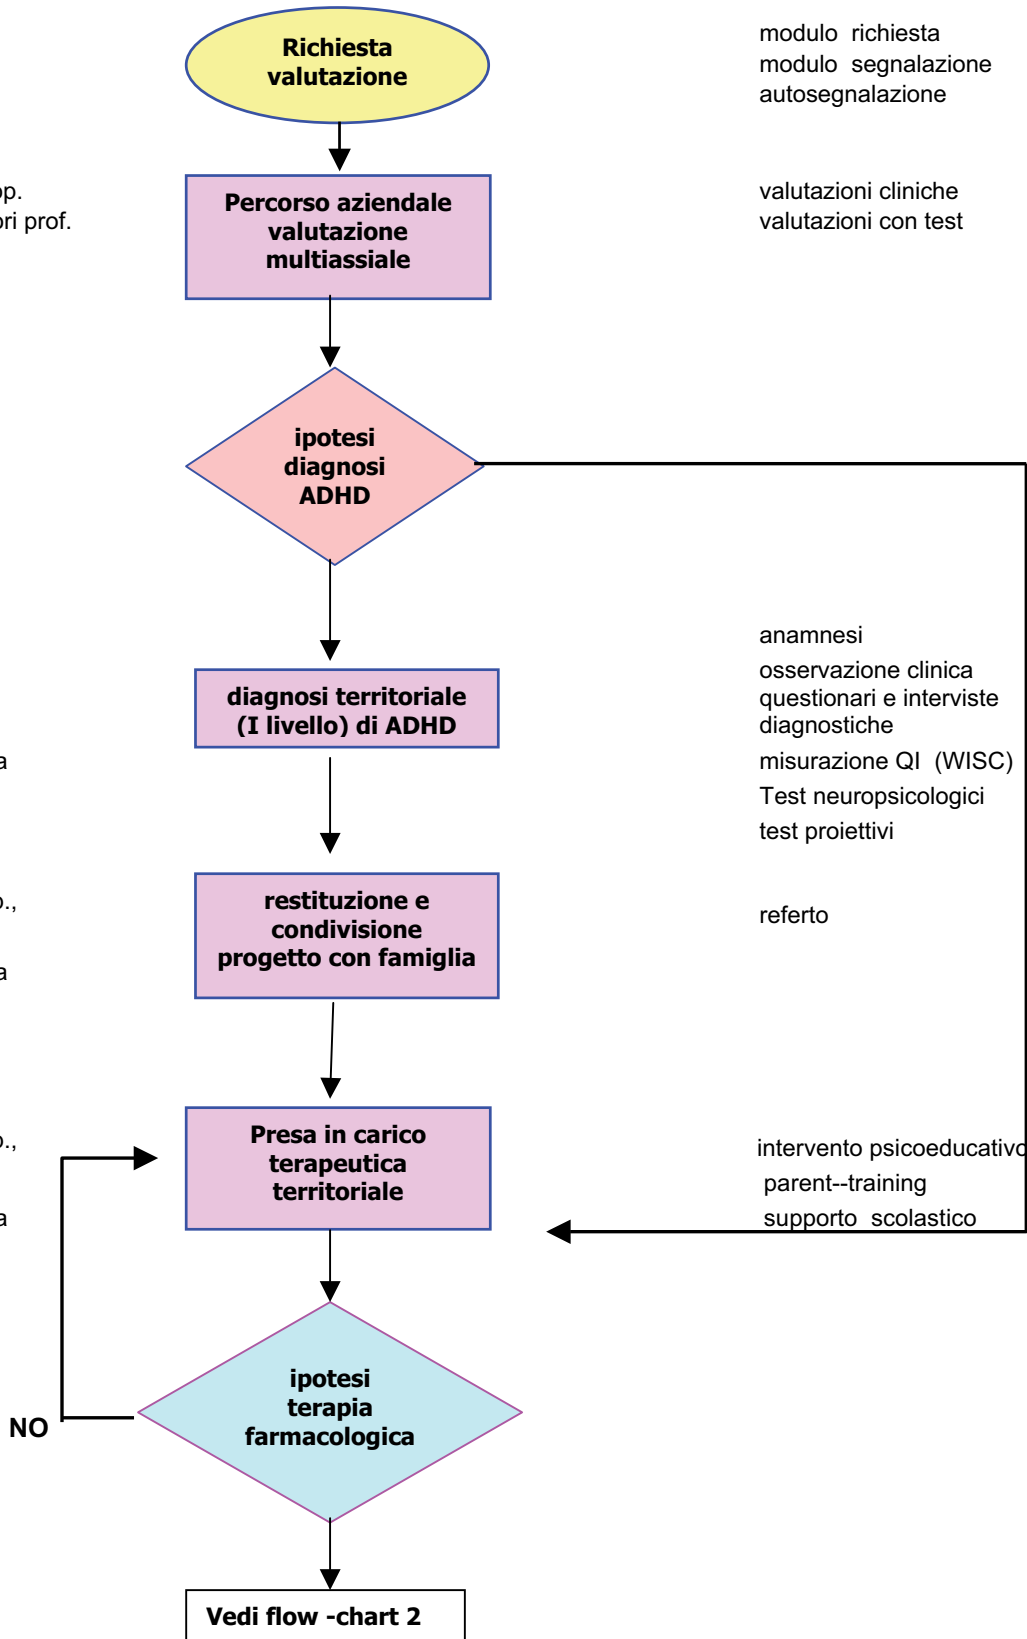 Richiesta
valutazione
modulo richiesta
modulo segnalazione
autosegnalazione
op.
ori prof.
Percorso aziendale
valutazione
multiassiale
valutazioni cliniche
valutazioni con test
ipotesi
diagnosi
ADHD
diagnosi territoriale
(I livello) di ADHD
a
anamnesi
osservazione clinica
questionari e interviste
diagnostiche
misurazione QI (WISC)
Test neuropsicologici
test proiettivi
o.,
a
restituzione e
condivisione
progetto con famiglia
referto
o.,
a
Presa in carico
terapeutica
territoriale
intervento psicoeducativo
parent--training
supporto scolastico
ipotesi
terapia
farmacologica
NO
Vedi flow -chart 2